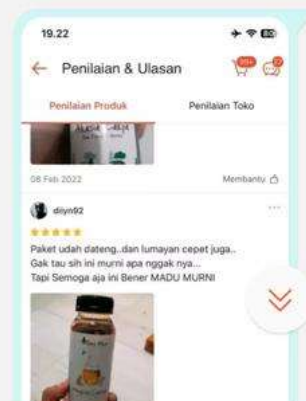 19.22
Penilaian & Ulasan
99+
Penilaian Produk
Penilaian Toko
08 Feb 2022
Membantu
diiyn92
Paket udah dateng..dan lumayan cepet juga..
Gak tau sih ini murni apa nggak nya...
Tapi Semoga aja ini Bener MADU MURNI